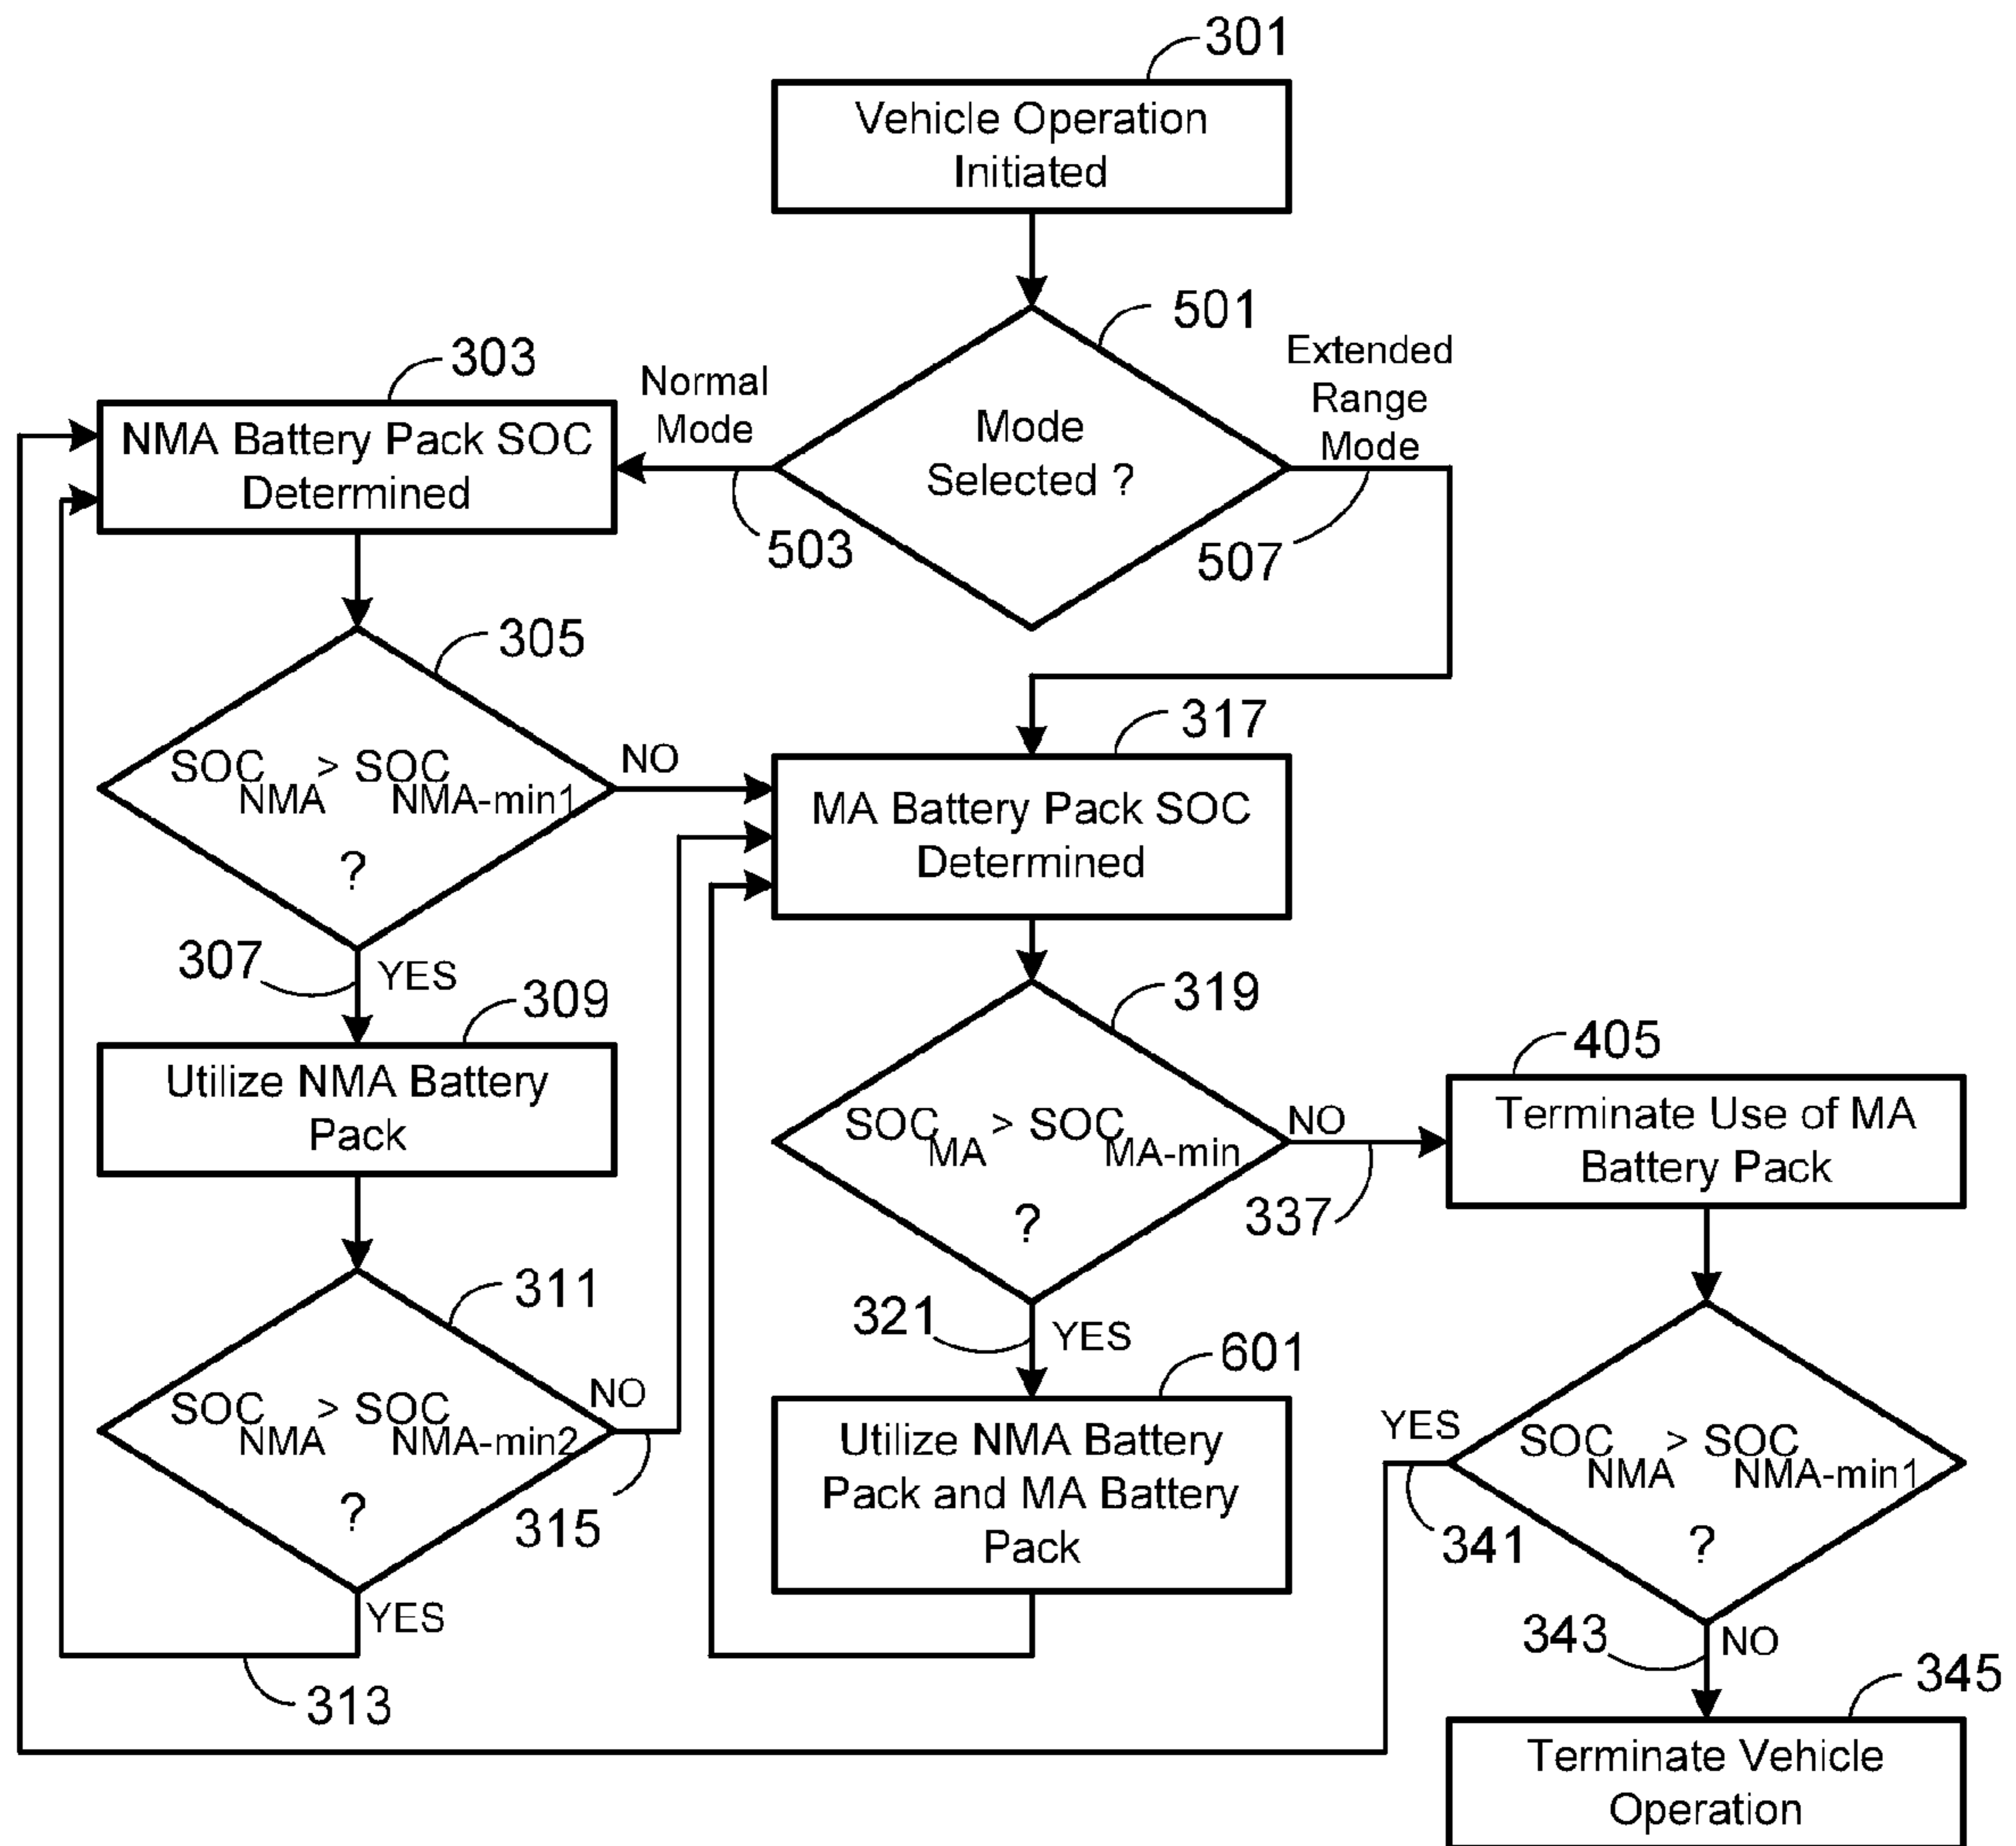 301
Vehicle Operation
Initiated
501
Mode
Selected ?
Normal
Mode
503
Extended
Range
Mode
507
303
NMA Battery Pack SOC
Determined
305
SOC NMA > SOC NMA-min1
?
NO
307
YES
309
Utilize NMA Battery
Pack
311
SOC NMA > SOC NMA-min2
?
NO
315
YES
313
317
MA Battery Pack SOC
Determined
319
SOC MA > SOC MA-min
?
NO
337
321
YES
601
Utilize NMA Battery
Pack and MA Battery
Pack
405
Terminate Use of MA
Battery Pack
YES
341
SOC NMA > SOC NMA-min1
?
343
NO
345
Terminate Vehicle
Operation